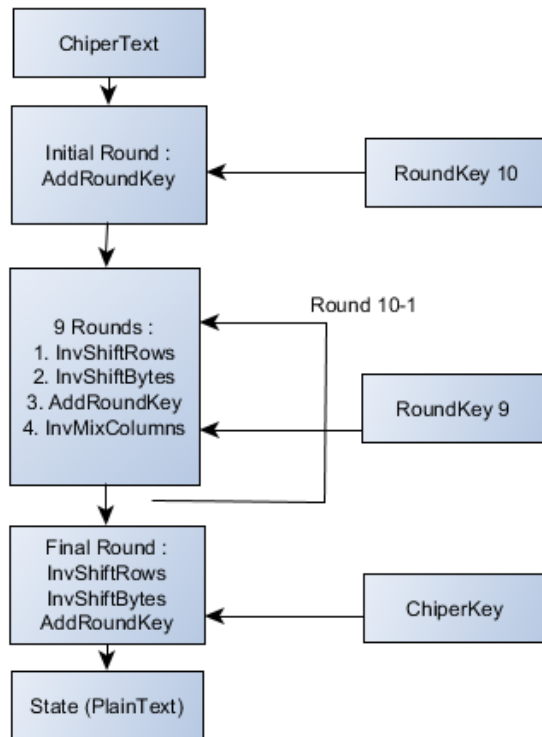 ChiperText
Initial Round :
AddRoundKey
RoundKey 10
Round 10-1
9 Rounds :
1. InvShiftRows
2. InvShiftBytes
3. AddRoundKey
4. InvMixColumns
RoundKey 9
Final Round :
InvShiftRows
InvShiftBytes
AddRoundKey
ChiperKey
State (PlainText)